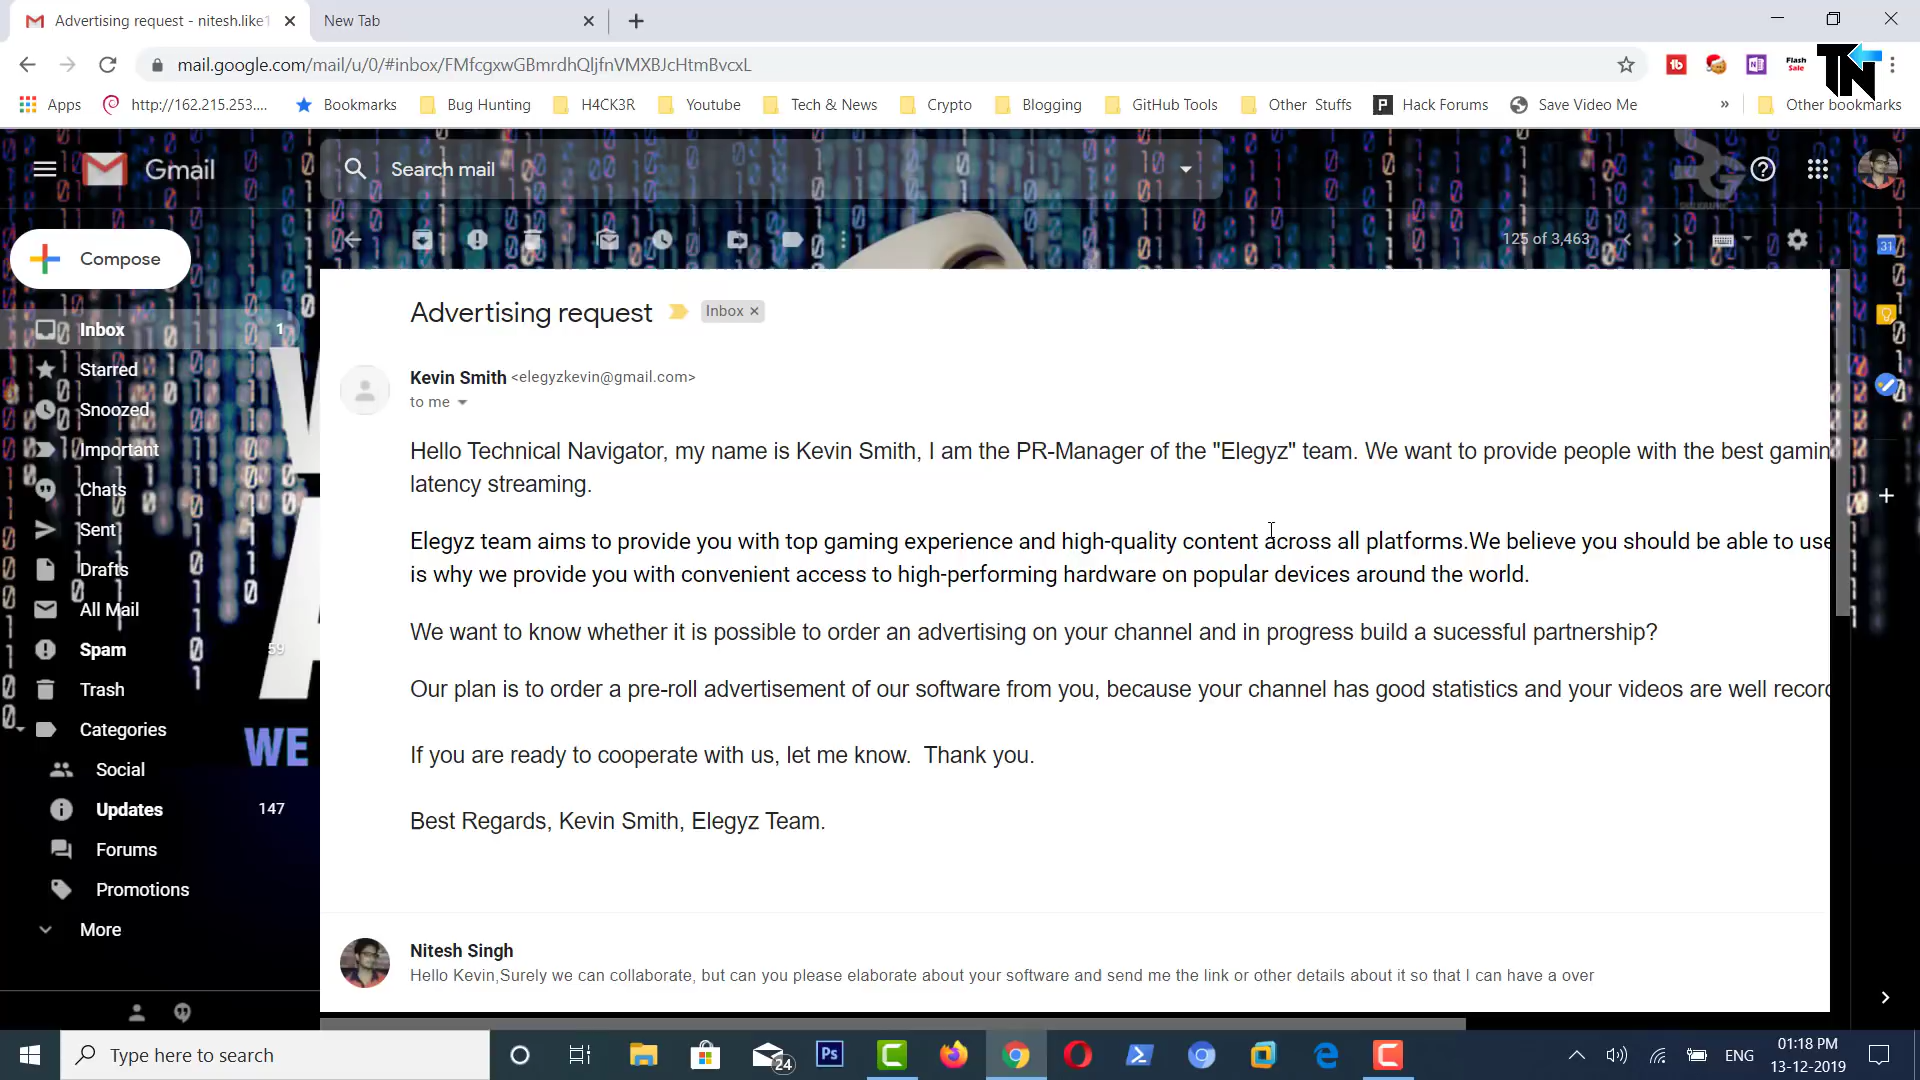 Advertising request - nitesh.like1
New Tab
mail.google.com/mail/u/0/#inbox/FMfcgxwGBmrdhQljfnVMXBJcHtmBvcxL
Flash Sale
TN
Apps
http://162.215.253....
Bookmarks
Bug Hunting
H4CK3R
Youtube
Tech & News
Crypto
Blogging
GitHub Tools
Other Stuffs
Hack Forums
Save Video Me
»
Other bookmarks
Gmail
Search mail
125 of 3,463
Compose
Inbox
1
Starred
Snoozed
Important
Chats
Sent
Drafts
All Mail
Spam
59
Trash
Categories
Social
Updates
147
Forums
Promotions
More
WE
Advertising request
Inbox ×
Kevin Smith <elegyzkevin@gmail.com>
to me
Hello Technical Navigator, my name is Kevin Smith, I am the PR-Manager of the "Elegyz" team. We want to provide people with the best gamin
latency streaming.
Elegyz team aims to provide you with top gaming experience and high-quality content across all platforms.We believe you should be able to use
is why we provide you with convenient access to high-performing hardware on popular devices around the world.
We want to know whether it is possible to order an advertising on your channel and in progress build a sucessful partnership?
Our plan is to order a pre-roll advertisement of our software from you, because your channel has good statistics and your videos are well record
If you are ready to cooperate with us, let me know.  Thank you.
Best Regards, Kevin Smith, Elegyz Team.
Nitesh Singh
Hello Kevin,Surely we can collaborate, but can you please elaborate about your software and send me the link or other details about it so that I can have a over
31
Type here to search
24
Ps
ENG
01:18 PM
13-12-2019